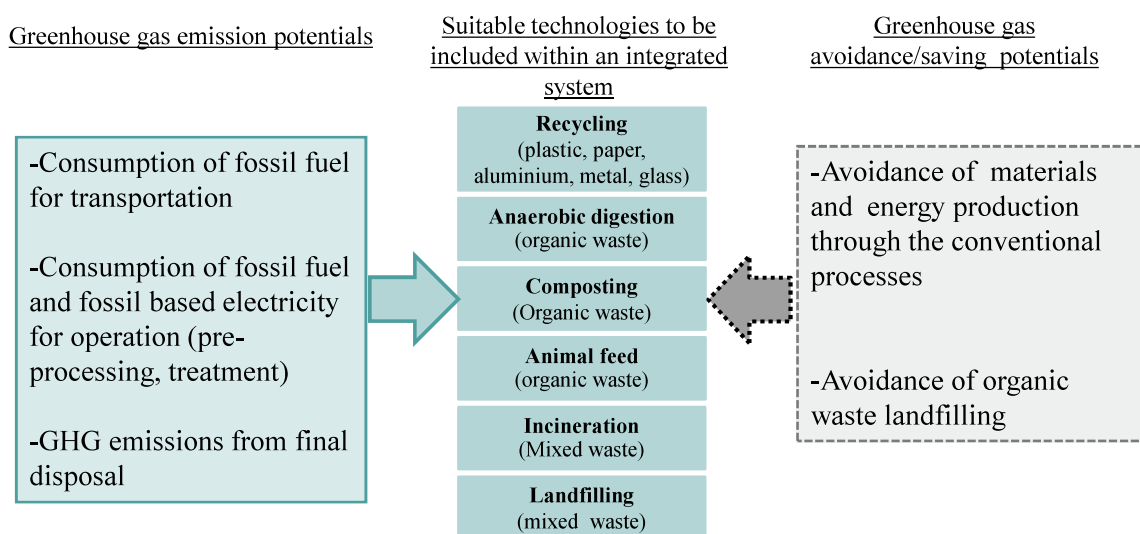 Greenhouse gas emission potentials
-Consumption of fossil fuel
for transportation
-Consumption of fossil fuel
and fossil based electricity
for operation (pre-
processing, treatment)
-GHG emissions from final
disposal
Suitable technologies to be
included within an integrated
system
Recycling
(plastic, paper,
aluminium, metal, glass)
Anaerobic digestion
(organic waste)
Composting
(Organic waste)
Animal feed
(organic waste)
Incineration
(Mixed waste)
Landfilling
(mixed waste)
Greenhouse gas
avoidance/saving potentials
-Avoidance of materials
and energy production
through the conventional
processes
-Avoidance of organic
waste landfilling